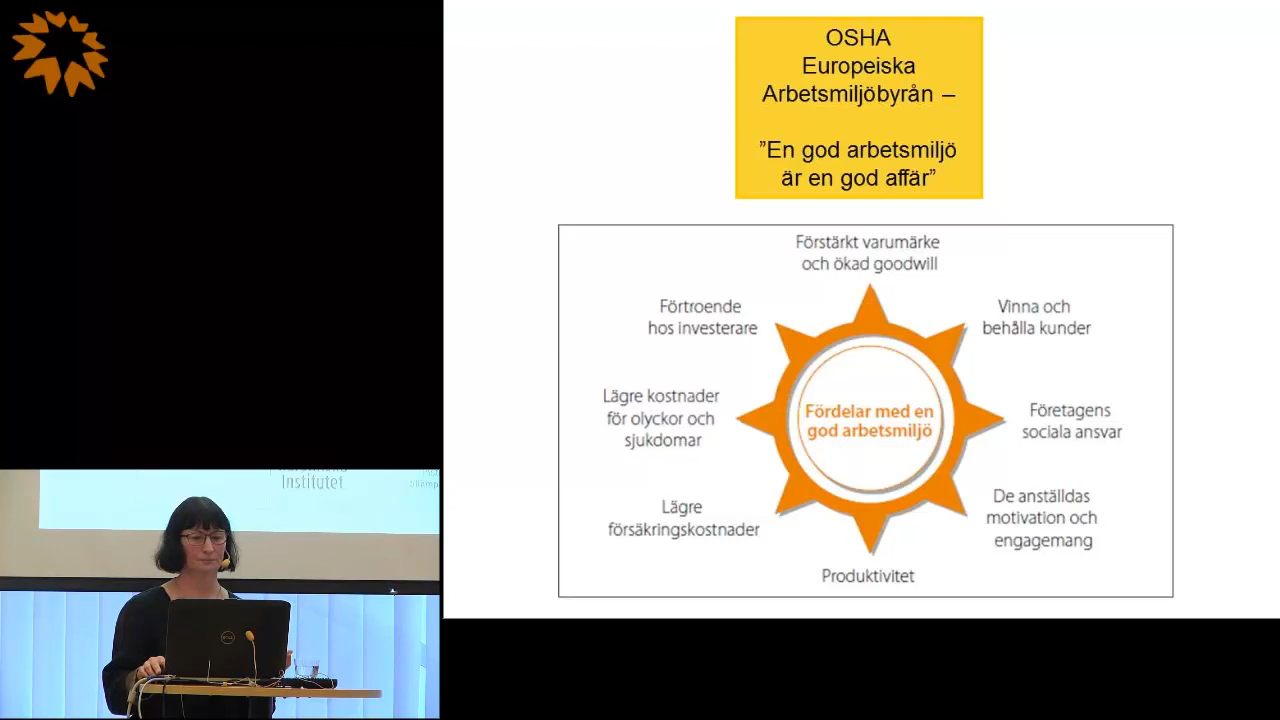 OSHA
Europeiska
Arbetsmiljöbyrån –
”En god arbetsmiljö
är en god affär”
Förstärkt varumärke
och ökad goodwill
Förtroende
hos investerare
Vinna och
behålla kunder
Lägre kostnader
för olyckor och
sjukdomar
Fördelar med en
god arbetsmiljö
Företagens
sociala ansvar
Lägre
försäkringskostnader
De anställdas
motivation och
engagemang
Produktivitet
Institutet
DELL